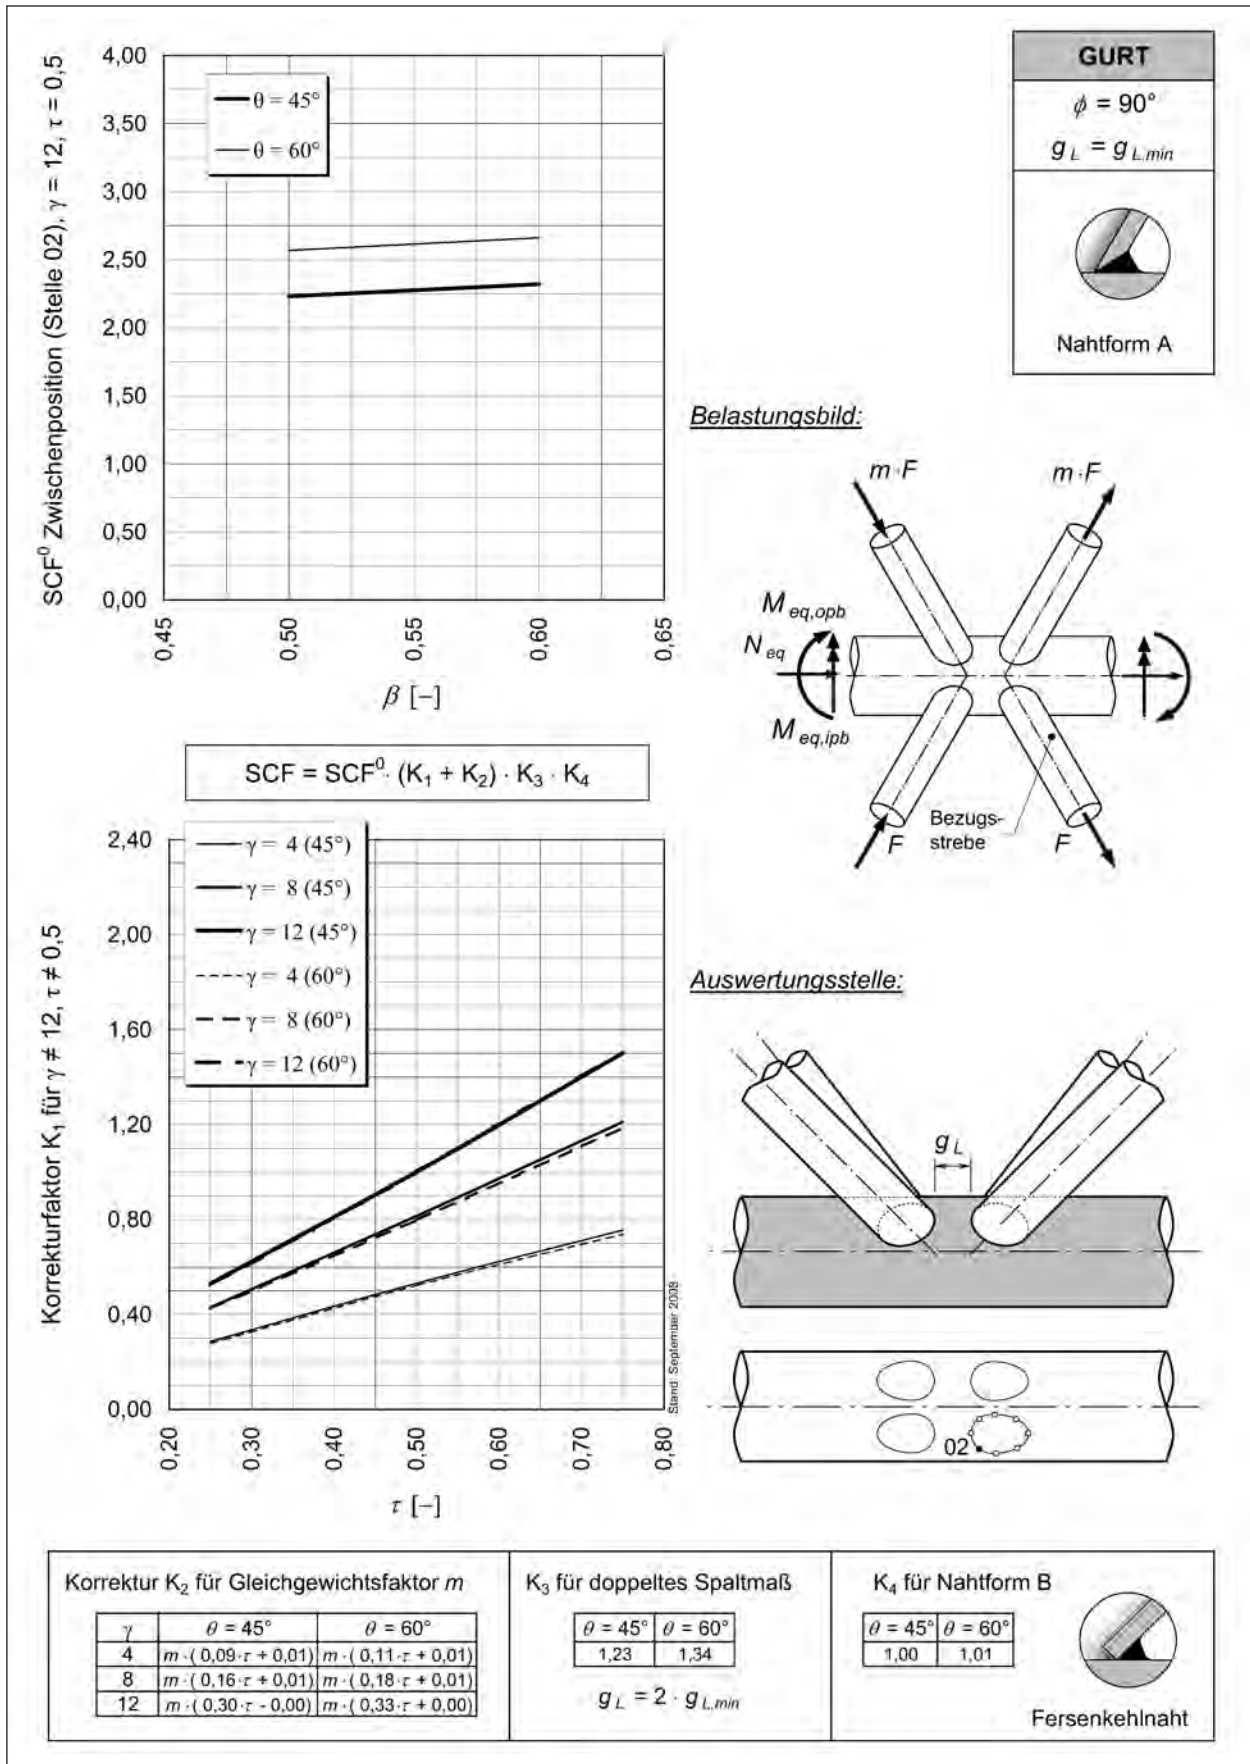 SCF⁰ Zwischenposition (Stelle 02), γ = 12, τ = 0,5
4,00
3,50
3,00
2,50
2,00
1,50
1,00
0,50
0,00
θ = 45°
θ = 60°
0,45
0,50
0,55
0,60
0,65
β [−]
GURT
ϕ = 90°
g L = g L,min
Nahtform A
Belastungsbild:
m·F
m·F
M eq,opb
N eq
M eq,ipb
Bezugs-
strebe
F
F
SCF = SCF⁰ · (K₁ + K₂) · K₃ · K₄
Korrekturfaktor K₁ für γ ≠ 12, τ ≠ 0,5
2,40
2,00
1,60
1,20
0,80
0,40
0,00
γ = 4 (45°)
γ = 8 (45°)
γ = 12 (45°)
γ = 4 (60°)
γ = 8 (60°)
γ = 12 (60°)
0,20
0,30
0,40
0,50
0,60
0,70
0,80
τ [−]
Stand: September 2009
Auswertungsstelle:
g L
02
Korrektur K₂ für Gleichgewichtsfaktor m
γ θ = 45° θ = 60°
4 m·(0,09·τ + 0,01) m·(0,11·τ + 0,01)
8 m·(0,16·τ + 0,01) m·(0,18·τ + 0,01)
12 m·(0,30·τ - 0,00) m·(0,33·τ + 0,00)
K₃ für doppeltes Spaltmaß
θ = 45° θ = 60°
1,23 1,34
g L = 2 · g L,min
K₄ für Nahtform B
θ = 45° θ = 60°
1,00 1,01
Fersenkehlnaht